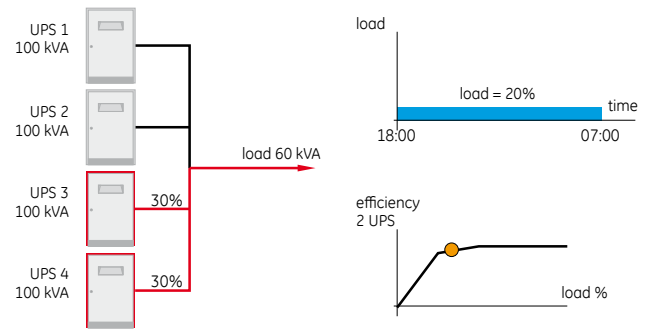 UPS 1
100 kVA
UPS 2
100 kVA
UPS 3
100 kVA
UPS 4
100 kVA
30%
30%
load 60 kVA
load
load = 20%
time
18:00
07:00
efficiency
2 UPS
load %